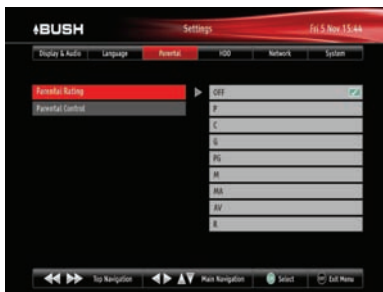 BUSH
Settings
Fri 5 Nov 15:44
Display & Audio
Language
Parental
HDD
Network
System
Parental Rating
Parental Control
OFF
P
C
G
PG
M
MA
AV
R
Top Navigation
Main Navigation
Select
Exit Menu